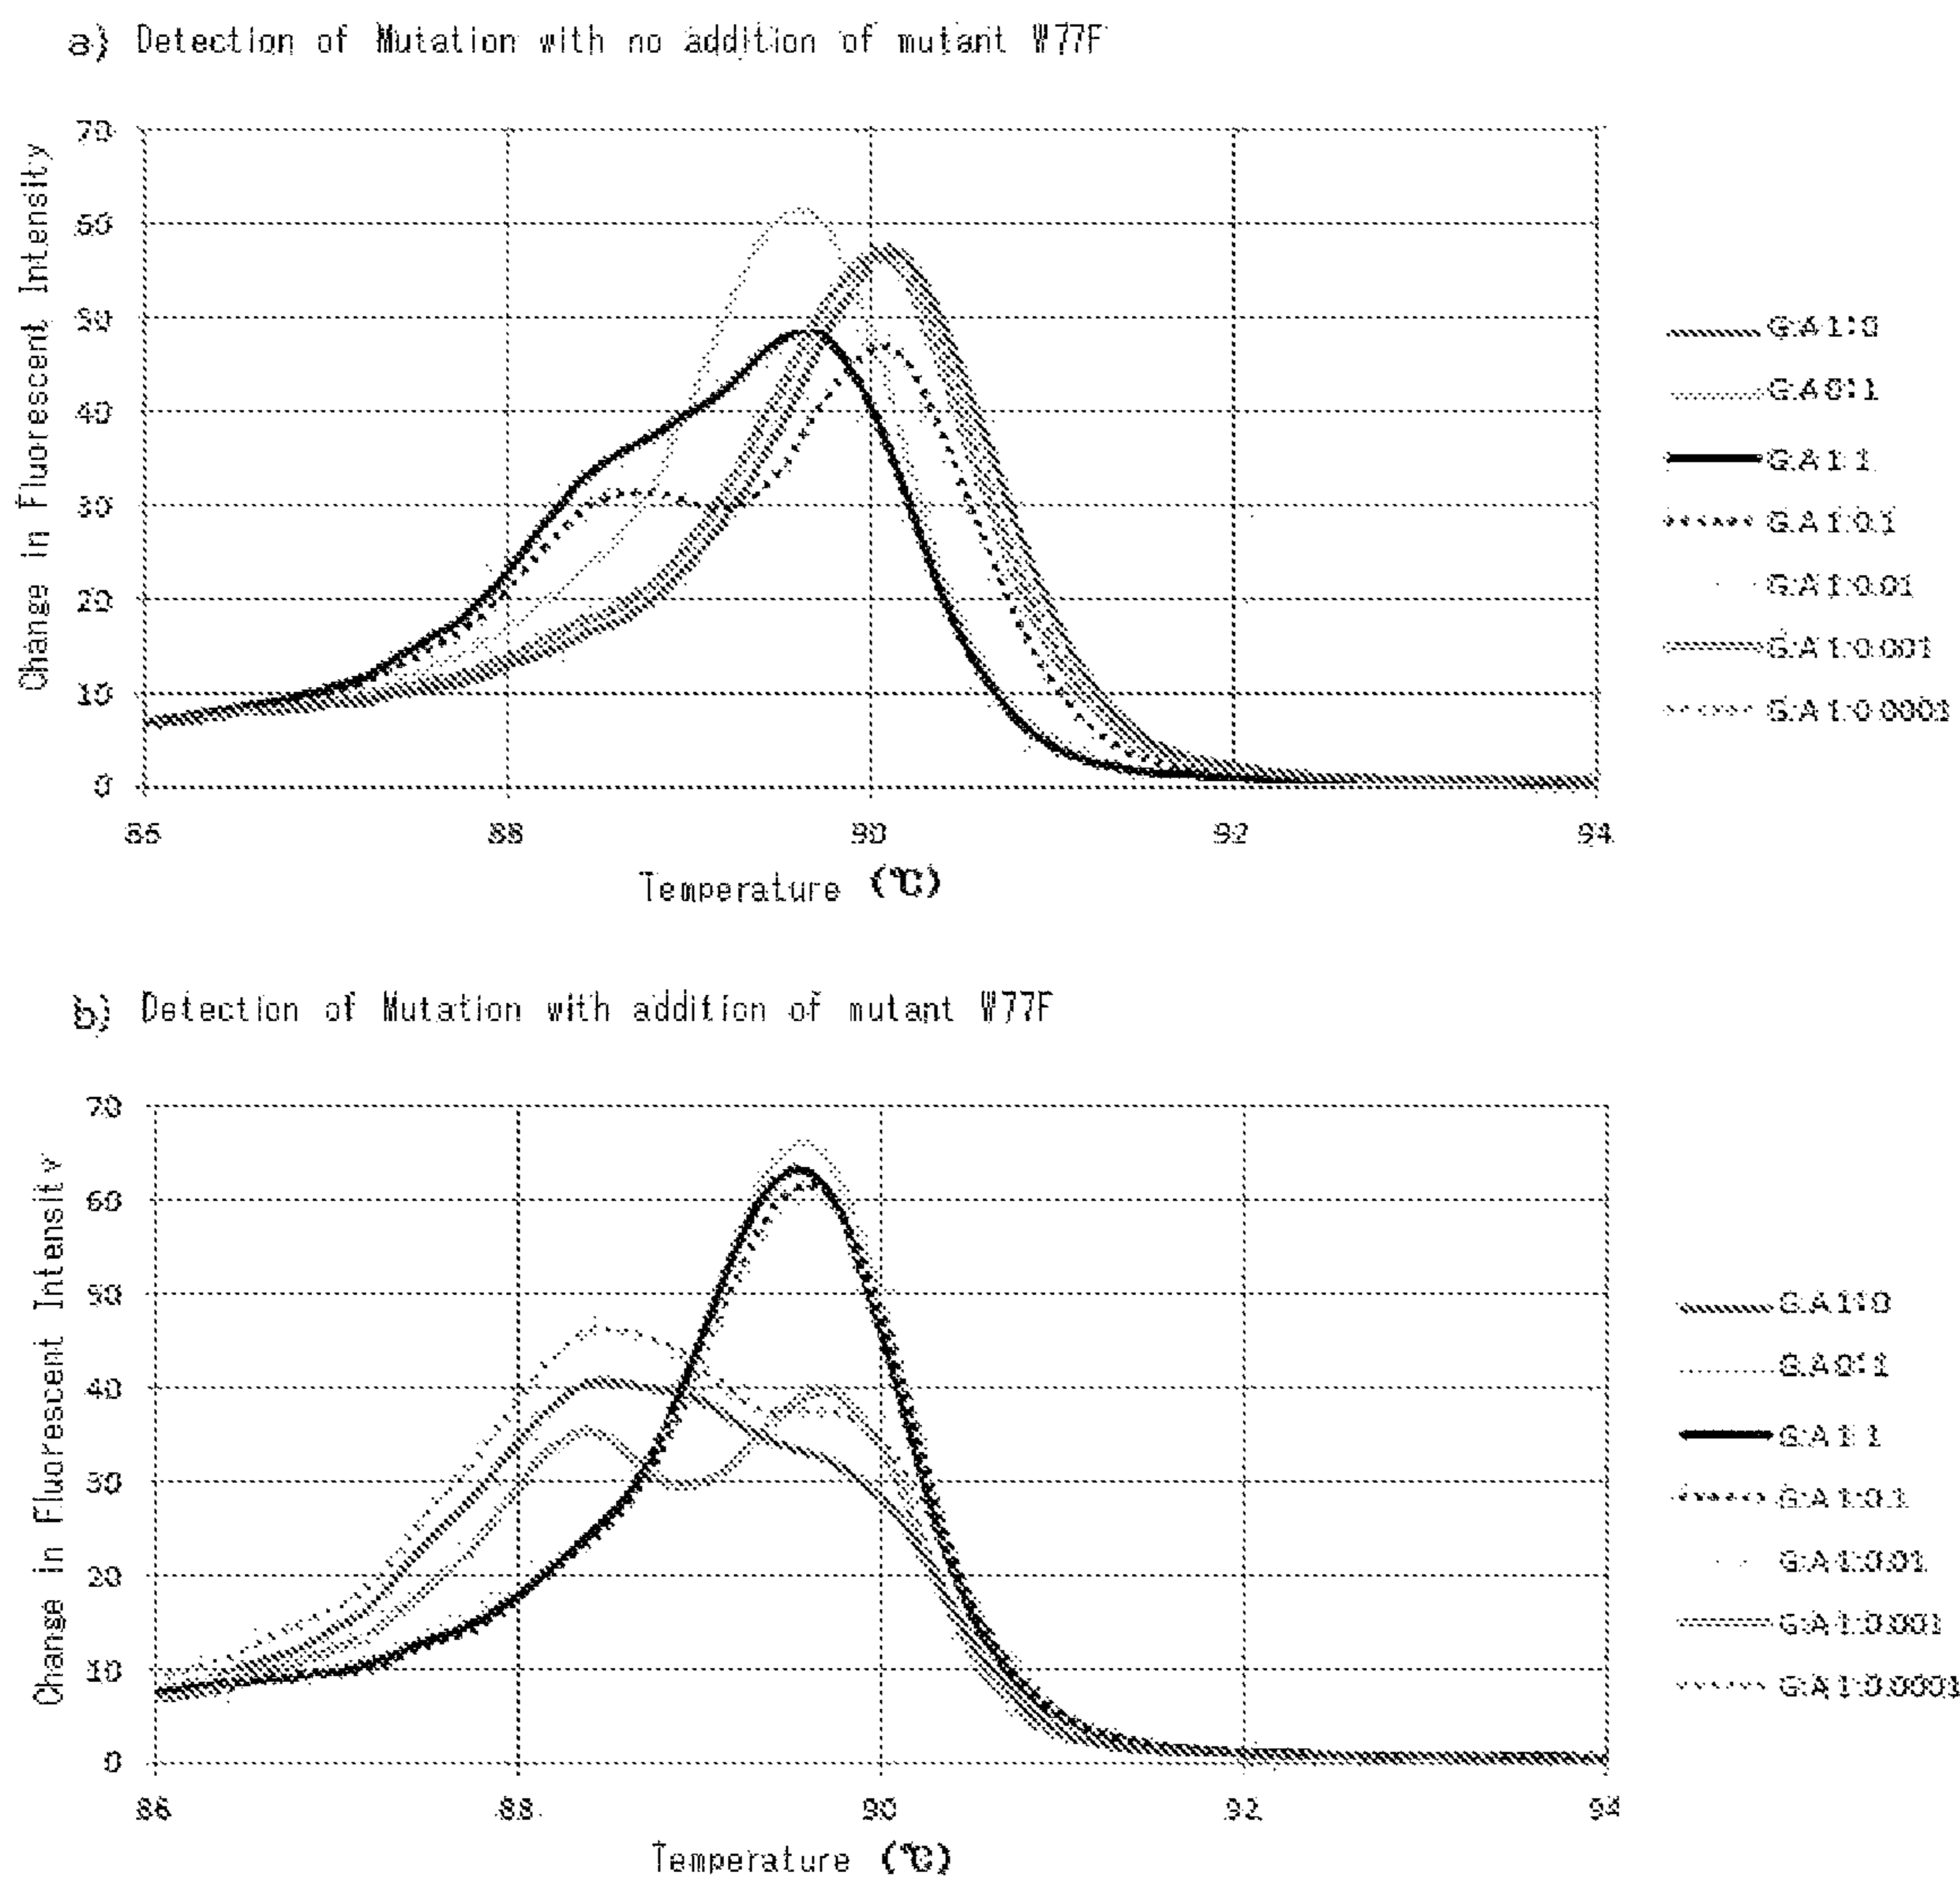 a) Detection of Mutation with no addition of mutant W77F
Change in Fluorescent Intensity
70
60
50
40
30
20
10
0
86
88
90
92
94
Temperature (℃)
G:A 1:0
G:A 0:1
G:A 1:1
G:A 1:0.1
G:A 1:0.01
G:A 1:0.001
G:A 1:0.0001
b) Detection of Mutation with addition of mutant W77F
Change in Fluorescent Intensity
70
60
50
40
30
20
10
0
86
88
90
92
94
Temperature (℃)
G:A 1:0
G:A 0:1
G:A 1:1
G:A 1:0.1
G:A 1:0.01
G:A 1:0.001
G:A 1:0.0001